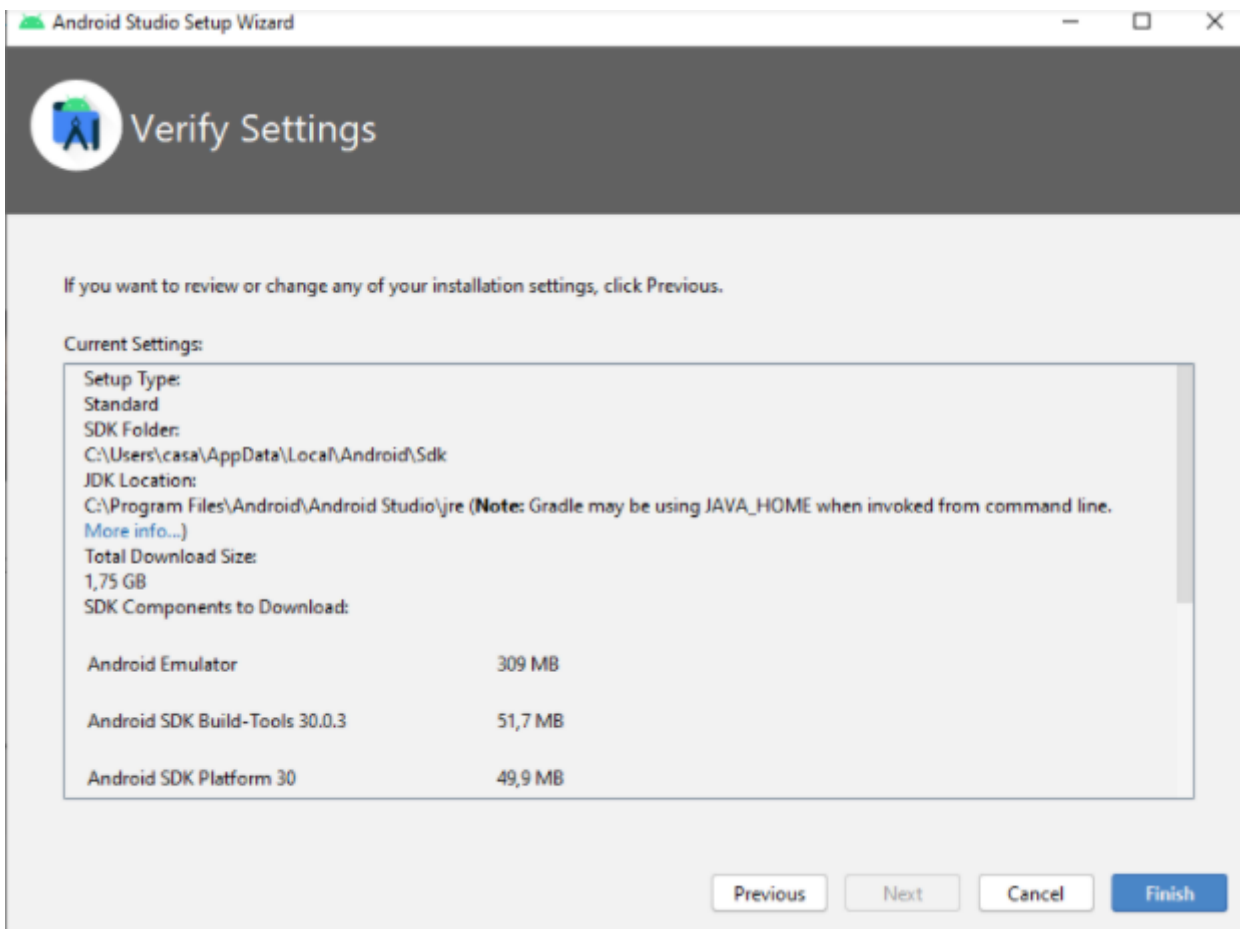 Android Studio Setup Wizard
Verify Settings
If you want to review or change any of your installation settings, click Previous.
Current Settings:
Setup Type:
Standard
SDK Folder:
C:\Users\casa\AppData\Local\Android\Sdk
JDK Location:
C:\Program Files\Android\Android Studio\jre (Note: Gradle may be using JAVA_HOME when invoked from command line.
More info...)
Total Download Size:
1,75 GB
SDK Components to Download:
Android Emulator 309 MB
Android SDK Build-Tools 30.0.3 51,7 MB
Android SDK Platform 30 49,9 MB
Previous Next Cancel Finish